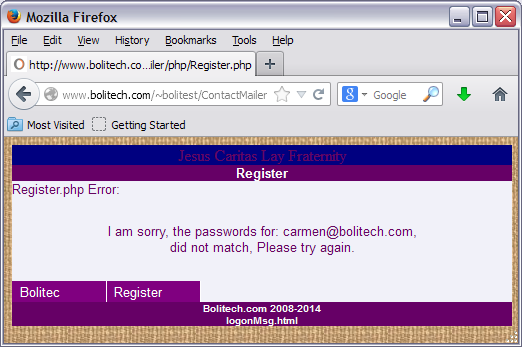 Mozilla Firefox
File Edit View History Bookmarks Tools Help
http://www.bolitech.co...iler/php/Register.php
www.bolitech.com/~bolitest/ContactMailer Google
Most Visited Getting Started
Jesus Caritas Lay Fraternity
Register
Register.php Error:
I am sorry, the passwords for: carmen@bolitech.com,
did not match, Please try again.
Bolitec Register
Bolitech.com 2008-2014
logonMsg.html